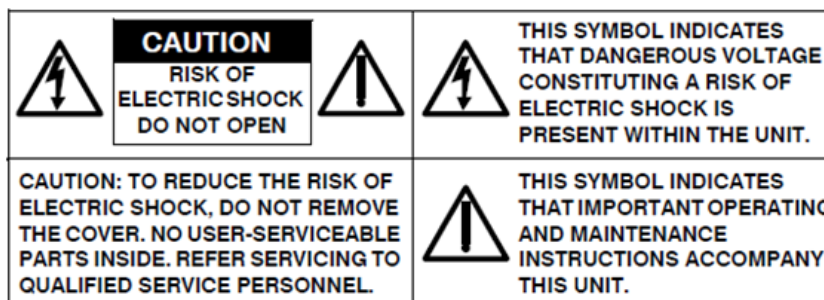 CAUTION
RISK OF
ELECTRIC SHOCK
DO NOT OPEN
THIS SYMBOL INDICATES
THAT DANGEROUS VOLTAGE
CONSTITUTING A RISK OF
ELECTRIC SHOCK IS
PRESENT WITHIN THE UNIT.
CAUTION: TO REDUCE THE RISK OF
ELECTRIC SHOCK, DO NOT REMOVE
THE COVER. NO USER-SERVICEABLE
PARTS INSIDE. REFER SERVICING TO
QUALIFIED SERVICE PERSONNEL.
THIS SYMBOL INDICATES
THAT IMPORTANT OPERATING
AND MAINTENANCE
INSTRUCTIONS ACCOMPANY
THIS UNIT.